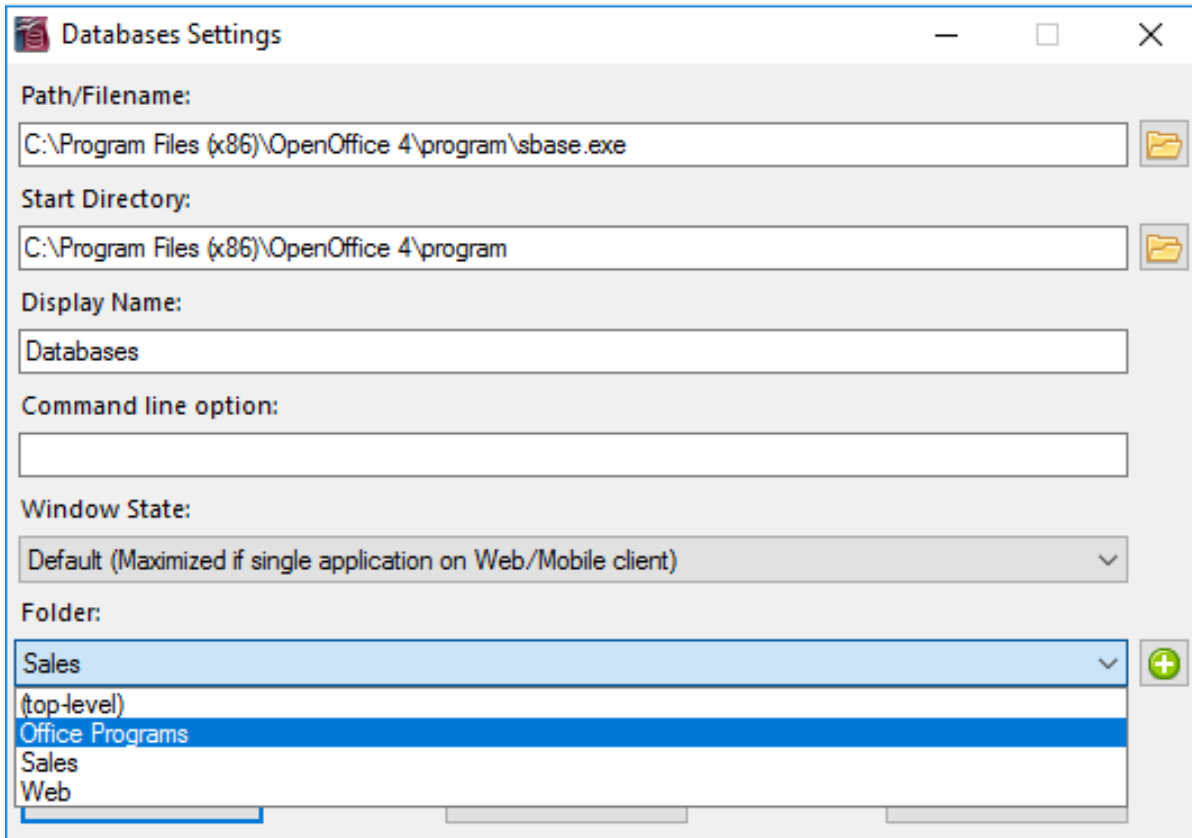 Databases Settings
Path/Filename:
C:\Program Files (x86)\OpenOffice 4\program\sbase.exe
Start Directory:
C:\Program Files (x86)\OpenOffice 4\program
Display Name:
Databases
Command line option:
Window State:
Default (Maximized if single application on Web/Mobile client)
Folder:
Sales
(top-level)
Office Programs
Sales
Web